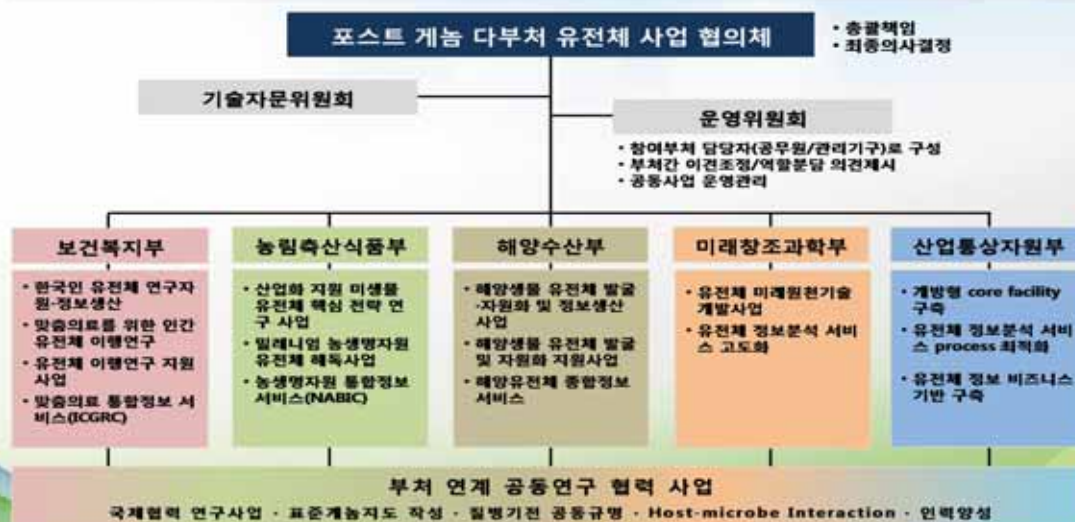 포스트 게놈 다부처 유전체 사업 협의체
• 총괄책임
• 최종의사결정
기술자문위원회
운영위원회
• 참여부처 담당자(공무원/관리기구)로 구성
• 부처간 이견조정/역할분담 의견제시
• 공동사업 운영관리
보건복지부
• 한국인 유전체 연구자
원·정보생산
• 맞춤의료를 위한 인간
유전체 이행연구
• 유전체 이행연구 지원
사업
• 맞춤의료 통합정보 서
비스(ICGRC)
농림축산식품부
• 산업화 지원 미생물
유전체 핵심 전략 연
구 사업
• 밀레니엄 농생명자원
유전체 해독사업
• 농생명자원 통합정보
서비스(NABIC)
해양수산부
• 해양생물 유전체 발굴
·자원화 및 정보생산
사업
• 해양생물 유전체 발굴
및 자원화 지원사업
• 해양유전체 종합정보
서비스
미래창조과학부
• 유전체 미래원천기술
개발사업
• 유전체 정보분석 서비
스 고도화
산업통상자원부
• 개방형 core facility
구축
• 유전체 정보분석 서비
스 process 최적화
• 유전체 정보 비즈니스
기반 구축
부처 연계 공동연구 협력 사업
국제협력 연구사업 · 표준게놈지도 작성 · 질병기전 공동규명 · Host-microbe Interaction · 인력양성